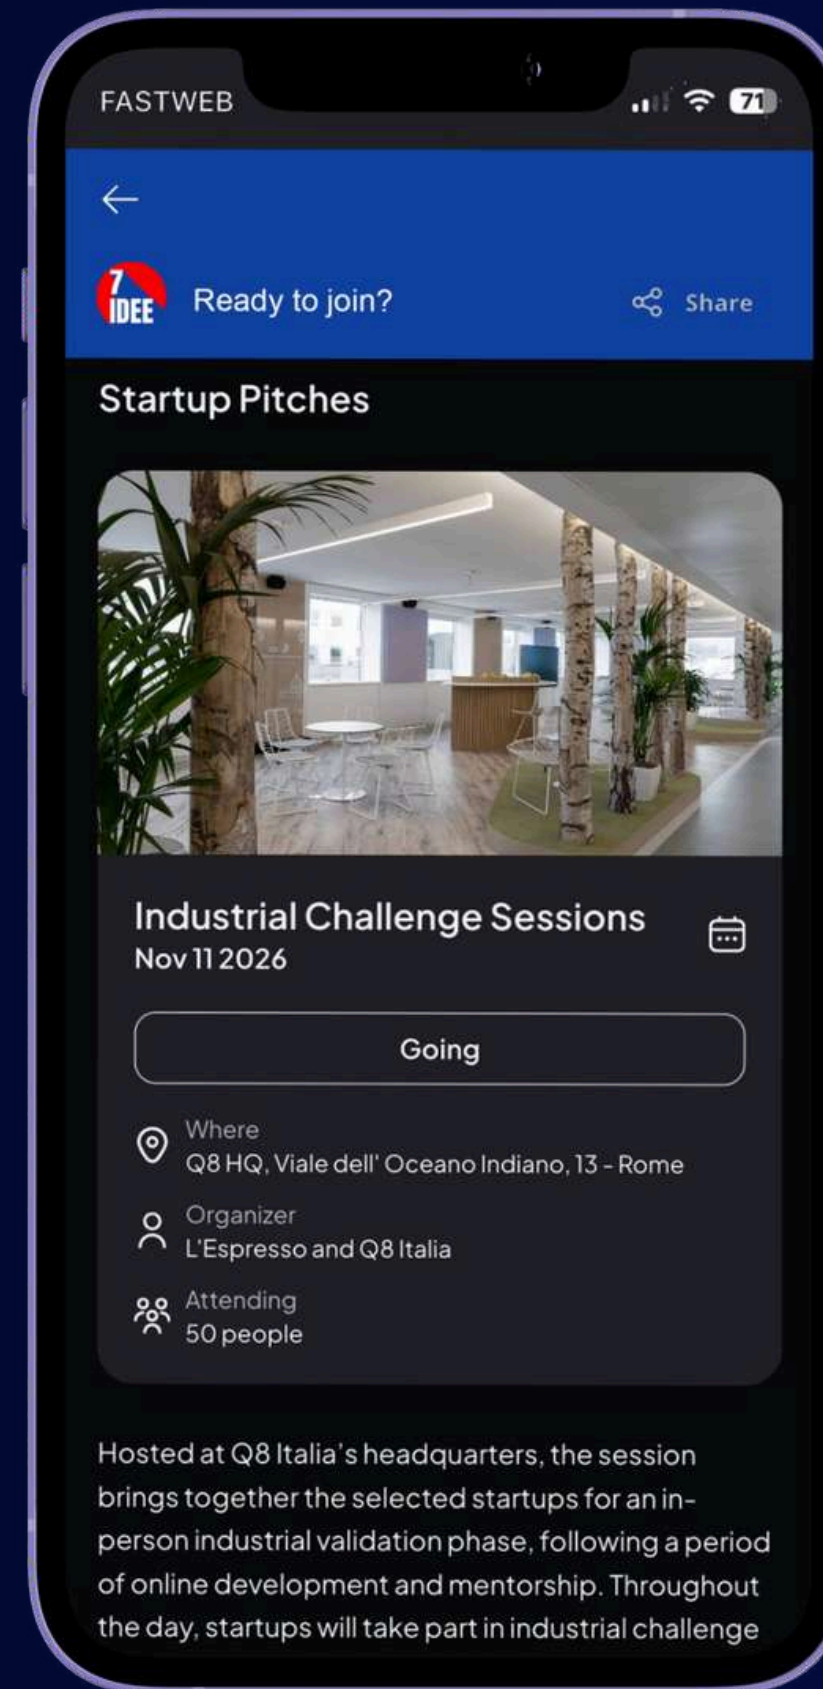 FASTWEB
71
7
IDEE
Ready to join?
Share
Startup Pitches
Industrial Challenge Sessions
Nov 11 2026
Going
Where
Q8 HQ, Viale dell' Oceano Indiano, 13 - Rome
Organizer
L'Espresso and Q8 Italia
Attending
50 people
Hosted at Q8 Italia's headquarters, the session
brings together the selected startups for an in-
person industrial validation phase, following a period
of online development and mentorship. Throughout
the day, startups will take part in industrial challenge